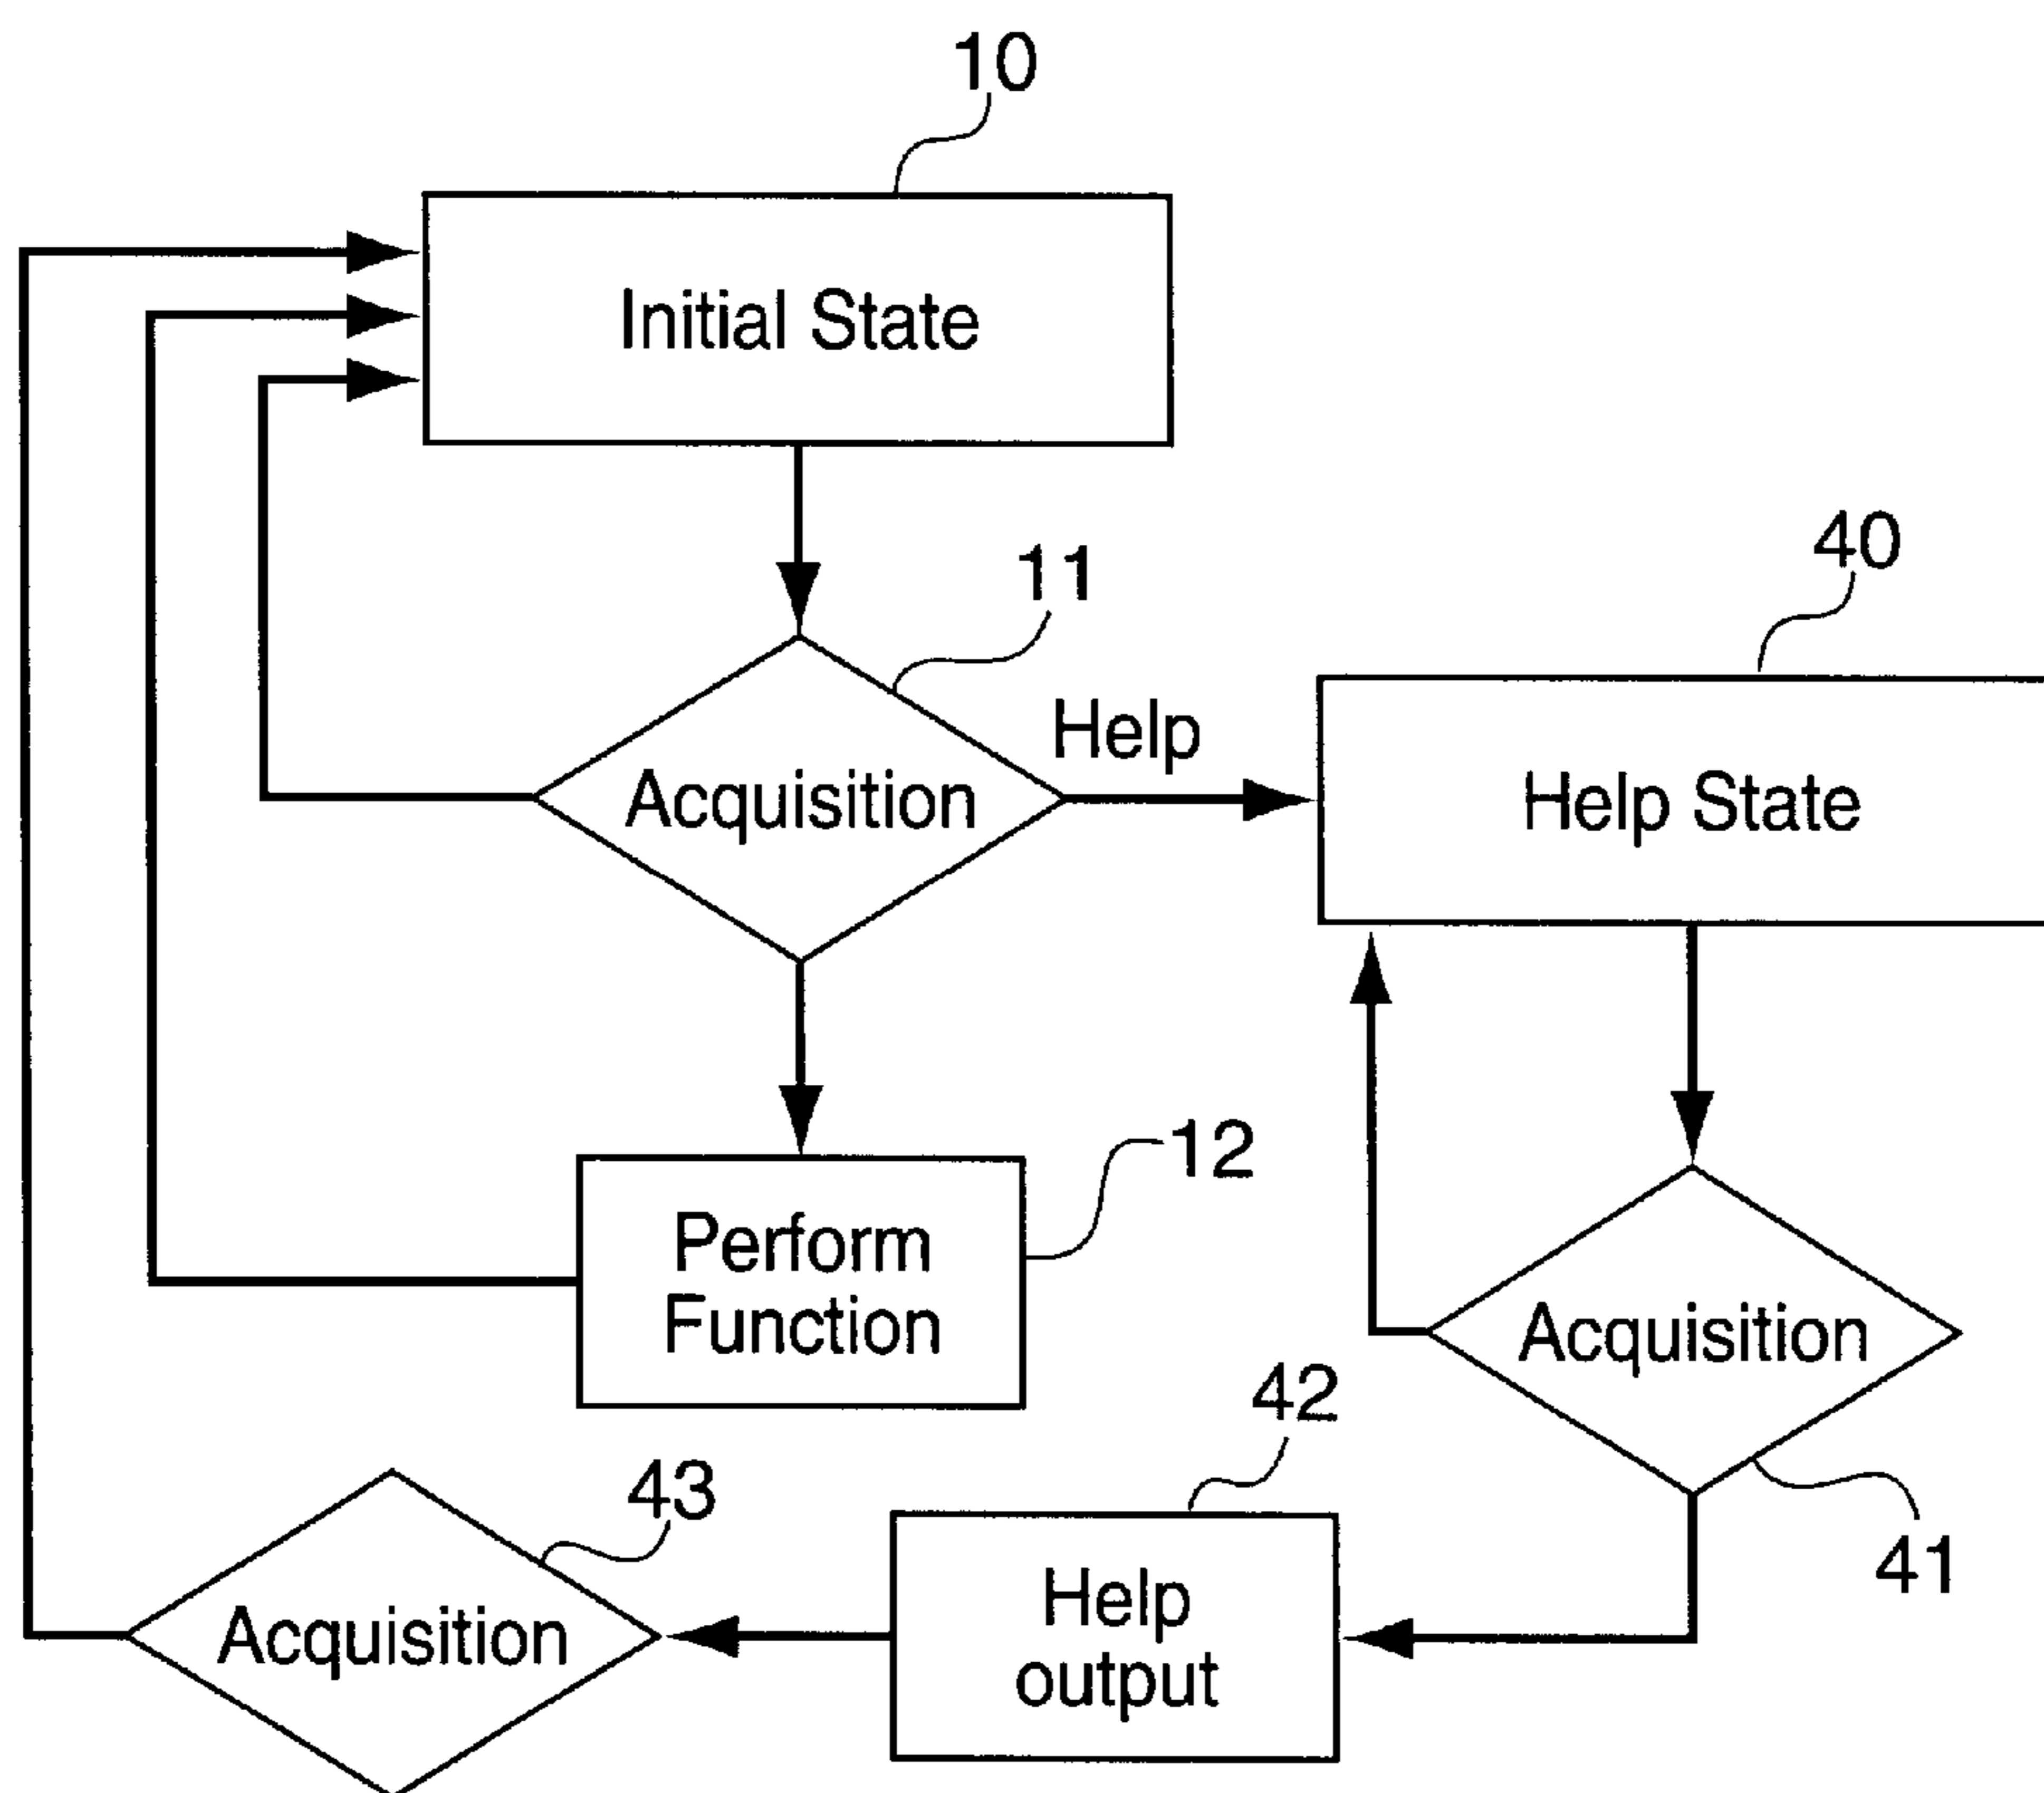 10
Initial State
11
40
Help
Acquisition
Help State
12
Perform
Function
Acquisition
42
43
41
Help
output
Acquisition